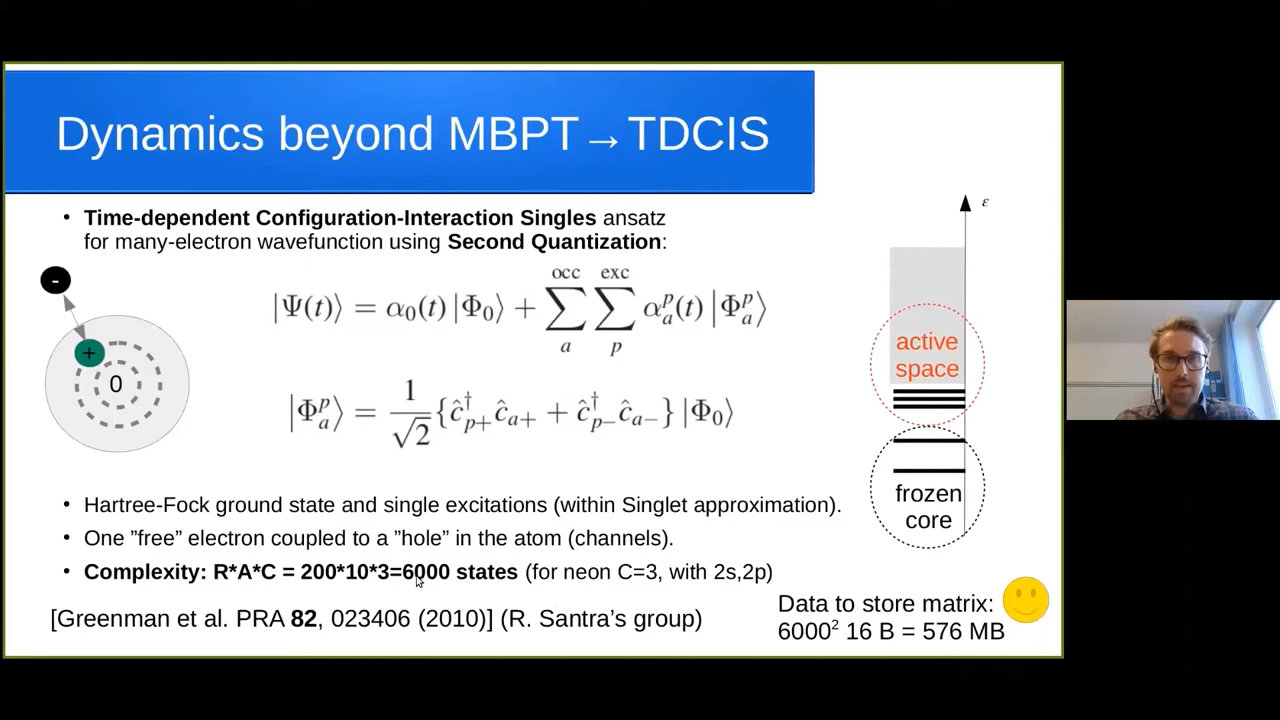 Dynamics beyond MBPT→TDCIS
• Time-dependent Configuration-Interaction Singles ansatz
for many-electron wavefunction using Second Quantization:
|Ψ(t)⟩ = α₀(t) |Φ₀⟩ + ∑ₐ^occ ∑ₚ^exc αₐᵖ(t) |Φₐᵖ⟩
|Φₐᵖ⟩ = 1/√2 {ĉ†ₚ₊ ĉₐ₊ + ĉ†ₚ₋ ĉₐ₋} |Φ₀⟩
-
+
0
ε
active
space
frozen
core
• Hartree-Fock ground state and single excitations (within Singlet approximation).
• One ”free” electron coupled to a ”hole” in the atom (channels).
• Complexity: R*A*C = 200*10*3=6000 states (for neon C=3, with 2s,2p)
[Greenman et al. PRA 82, 023406 (2010)] (R. Santra’s group)
Data to store matrix:
6000² 16 B = 576 MB